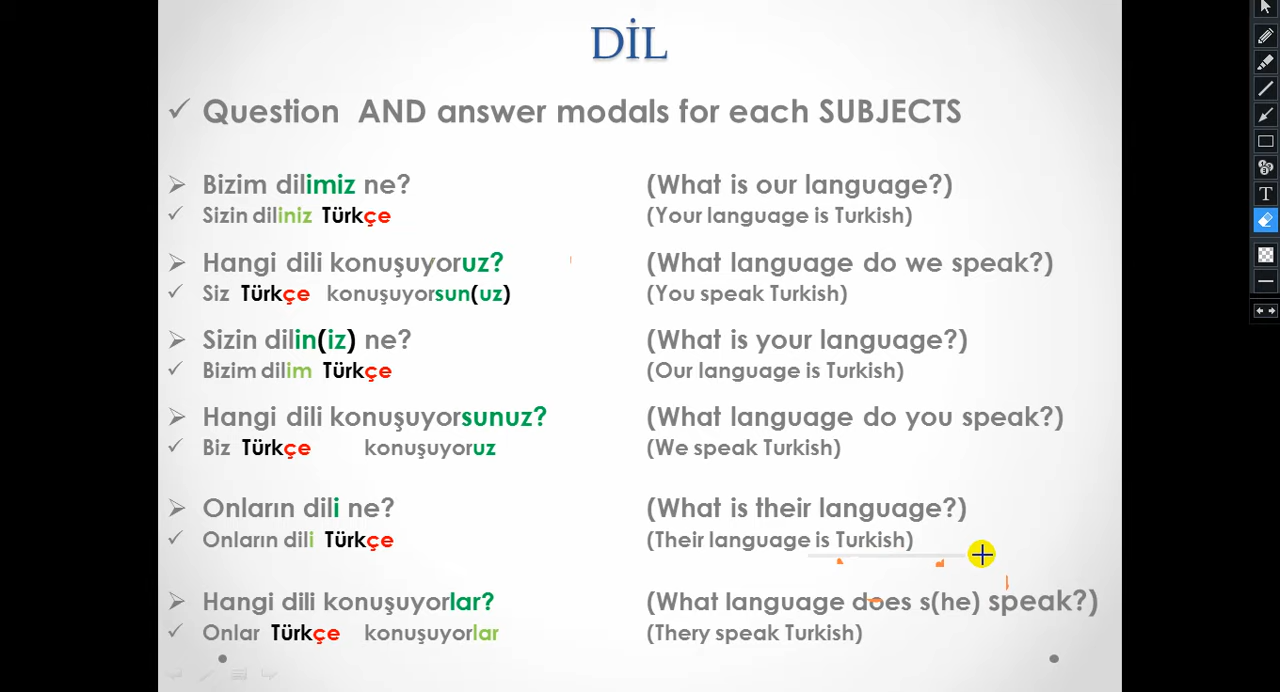 DİL
Question AND answer modals for each SUBJECTS
Bizim dilimiz ne? (What is our language?)
Sizin diliniz Türkçe (Your language is Turkish)
Hangi dili konuşuyoruz? (What language do we speak?)
Siz Türkçe konuşuyorsun(uz) (You speak Turkish)
Sizin dilin(iz) ne? (What is your language?)
Bizim dilim Türkçe (Our language is Turkish)
Hangi dili konuşuyorsunuz? (What language do you speak?)
Biz Türkçe konuşuyoruz (We speak Turkish)
Onların dili ne? (What is their language?)
Onların dili Türkçe (Their language is Turkish)
Hangi dili konuşuyorlar? (What language does s(he) speak?)
Onlar Türkçe konuşuyorlar (Thery speak Turkish)